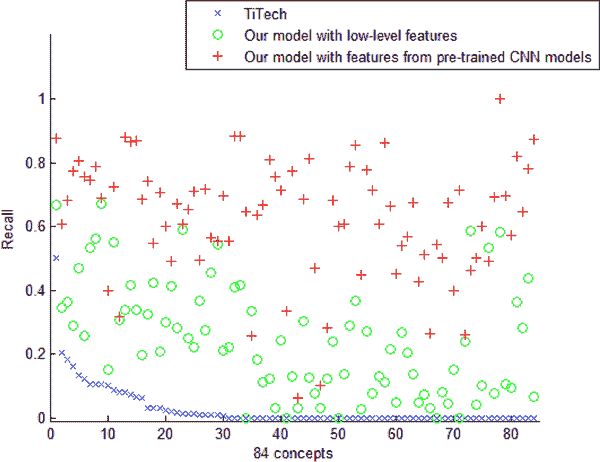 TiTech
Our model with low-level features
Our model with features from pre-trained CNN models
1
0.8
0.6
0.4
0.2
0
Recall
0 10 20 30 40 50 60 70 80
84 concepts